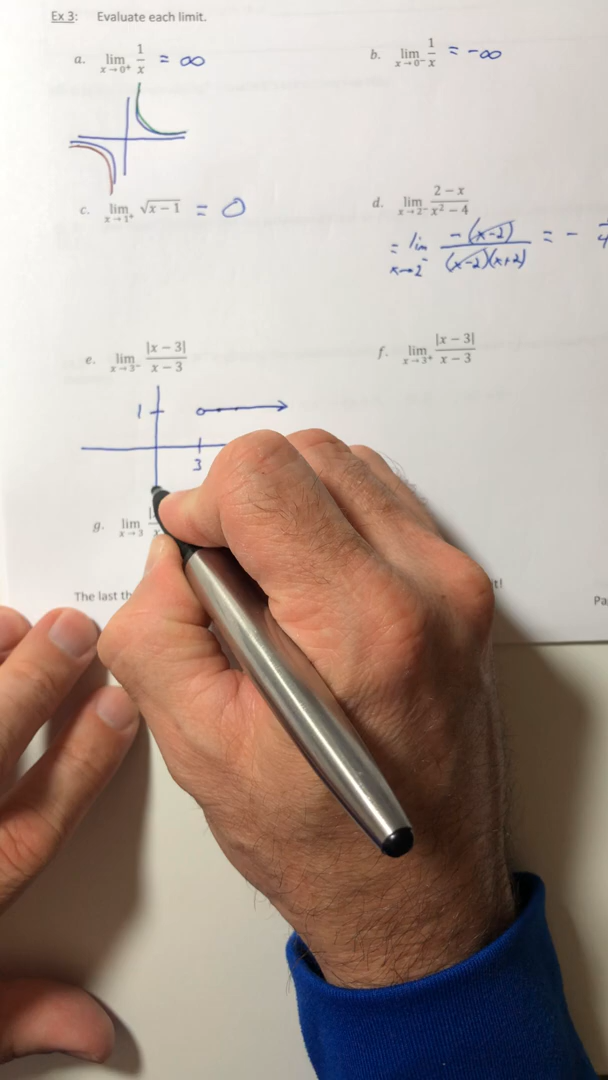 Ex 3: Evaluate each limit.
a. lim x→0⁺ 1/x = ∞
b. lim x→0⁻ 1/x = -∞
c. lim x→1⁺ √(x − 1) = 0
d. lim x→2⁻ (2 − x)/(x² − 4)
= lim x→2⁻ -(x-2)/((x-2)(x+2)) = -
e. lim x→3⁻ |x − 3|/(x − 3)
f. lim x→3⁺ |x − 3|/(x − 3)
1
3
g. lim x→3
The last